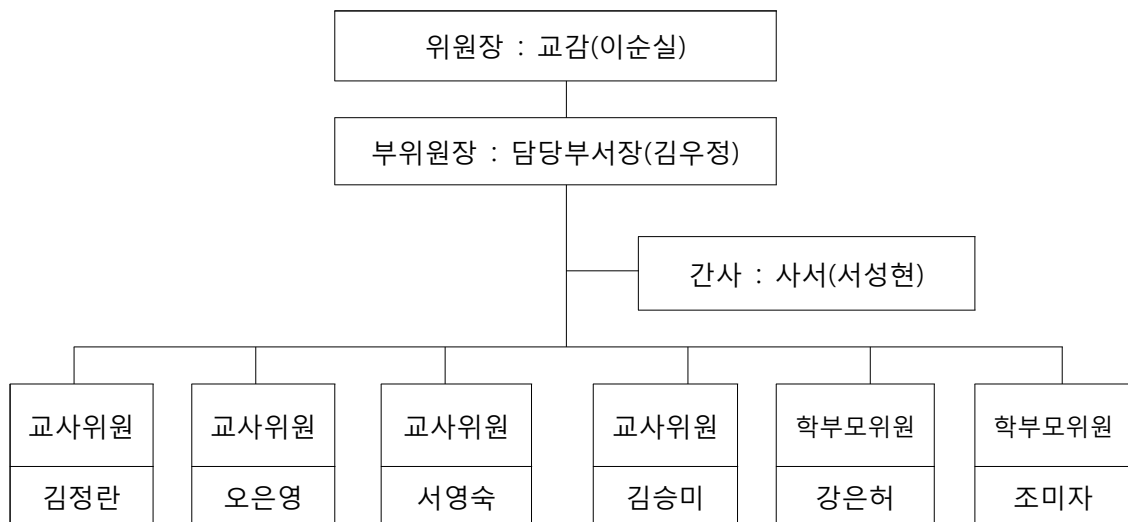 위원장 : 교감(이순실)
부위원장 : 담당부서장(김우정)
간사 : 사서(서성현)
교사위원 교사위원 교사위원 교사위원 학부모위원 학부모위원
김정란 오은영 서영숙 김승미 강은허 조미자